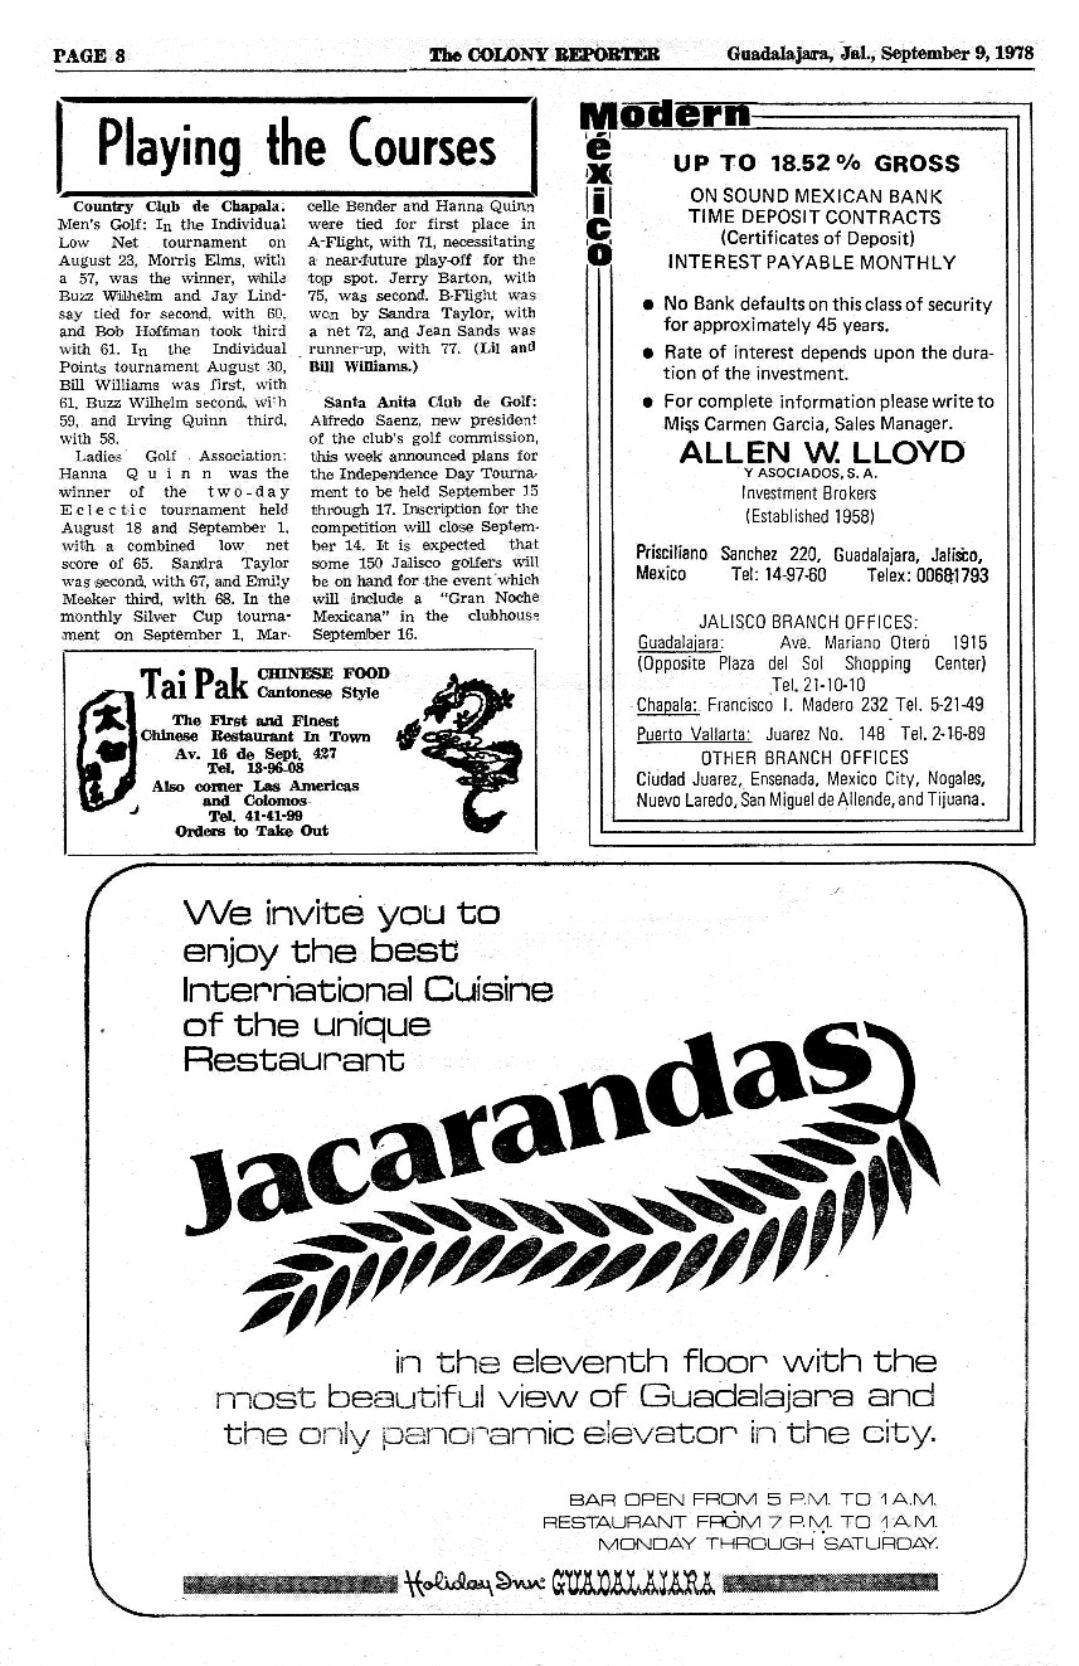 PAGE 8
The COLONY REPORTER
Guadalajara, Jal., September 9, 1978
Playing the Courses
Country Club de Chapala.
Men's Golf: In the Individual
Low Net tournament on
August 23, Morris Elms, with
a 57, was the winner, while
Buzz Wilhelm and Jay Lind-
say tied for second, with 60,
and Bob Hoffman took third
with 61. In the Individual
Points tournament August 30,
Bill Williams was first, with
61, Buzz Wilhelm second, with
59, and Irving Quinn third,
with 58.
Ladies Golf Association:
Hanna Quinn was the
winner of the two-day
Eclectic tournament held
August 18 and September 1,
with a combined low net
score of 65. Sandra Taylor
was second, with 67, and Emily
Meeker third, with 68. In the
monthly Silver Cup tourna-
ment on September 1, Mar-
celle Bender and Hanna Quinn
were tied for first place in
A-Flight, with 71, necessitating
a near-future play-off for the
top spot. Jerry Barton, with
75, was second. B-Flight was
won by Sandra Taylor, with
a net 72, and Jean Sands was
runner-up, with 77. (Lil and
Bill Williams.)
Santa Anita Club de Golf:
Alfredo Saenz, new president
of the club's golf commission,
this week announced plans for
the Independence Day Tourna-
ment to be held September 15
through 17. Inscription for the
competition will close Septem-
ber 14. It is expected that
some 150 Jalisco golfers will
be on hand for the event which
will include a "Gran Noche
Mexicana" in the clubhouse
September 16.
Tai Pak CHINESE FOOD
Cantonese Style
The First and Finest
Chinese Restaurant In Town
Av. 16 de Sept. 427
Tel. 13-96-08
Also corner Las Americas
and Colomos
Tel. 41-41-99
Orders to Take Out
Modern
México
UP TO 18.52% GROSS
ON SOUND MEXICAN BANK
TIME DEPOSIT CONTRACTS
(Certificates of Deposit)
INTEREST PAYABLE MONTHLY
• No Bank defaults on this class of security
for approximately 45 years.
• Rate of interest depends upon the dura-
tion of the investment.
• For complete information please write to
Miss Carmen Garcia, Sales Manager.
ALLEN W. LLOYD
Y ASOCIADOS, S. A.
Investment Brokers
(Established 1958)
Prisciliano Sanchez 220, Guadalajara, Jalisco,
Mexico Tel: 14-97-60 Telex: 00681793
JALISCO BRANCH OFFICES:
Guadalajara: Ave. Mariano Otero 1915
(Opposite Plaza del Sol Shopping Center)
Tel. 21-10-10
Chapala: Francisco I. Madero 232 Tel. 5-21-49
Puerto Vallarta: Juarez No. 148 Tel. 2-16-89
OTHER BRANCH OFFICES
Ciudad Juarez, Ensenada, Mexico City, Nogales,
Nuevo Laredo, San Miguel de Allende, and Tijuana.
We invite you to
enjoy the best
International Cuisine
of the unique
Restaurant
Jacarandas
in the eleventh floor with the
most beautiful view of Guadalajara and
the only panoramic elevator in the city.
BAR OPEN FROM 5 P.M. TO 1 A.M.
RESTAURANT FROM 7 P.M. TO 1 A.M.
MONDAY THROUGH SATURDAY.
Holiday Inn GUADALAJARA